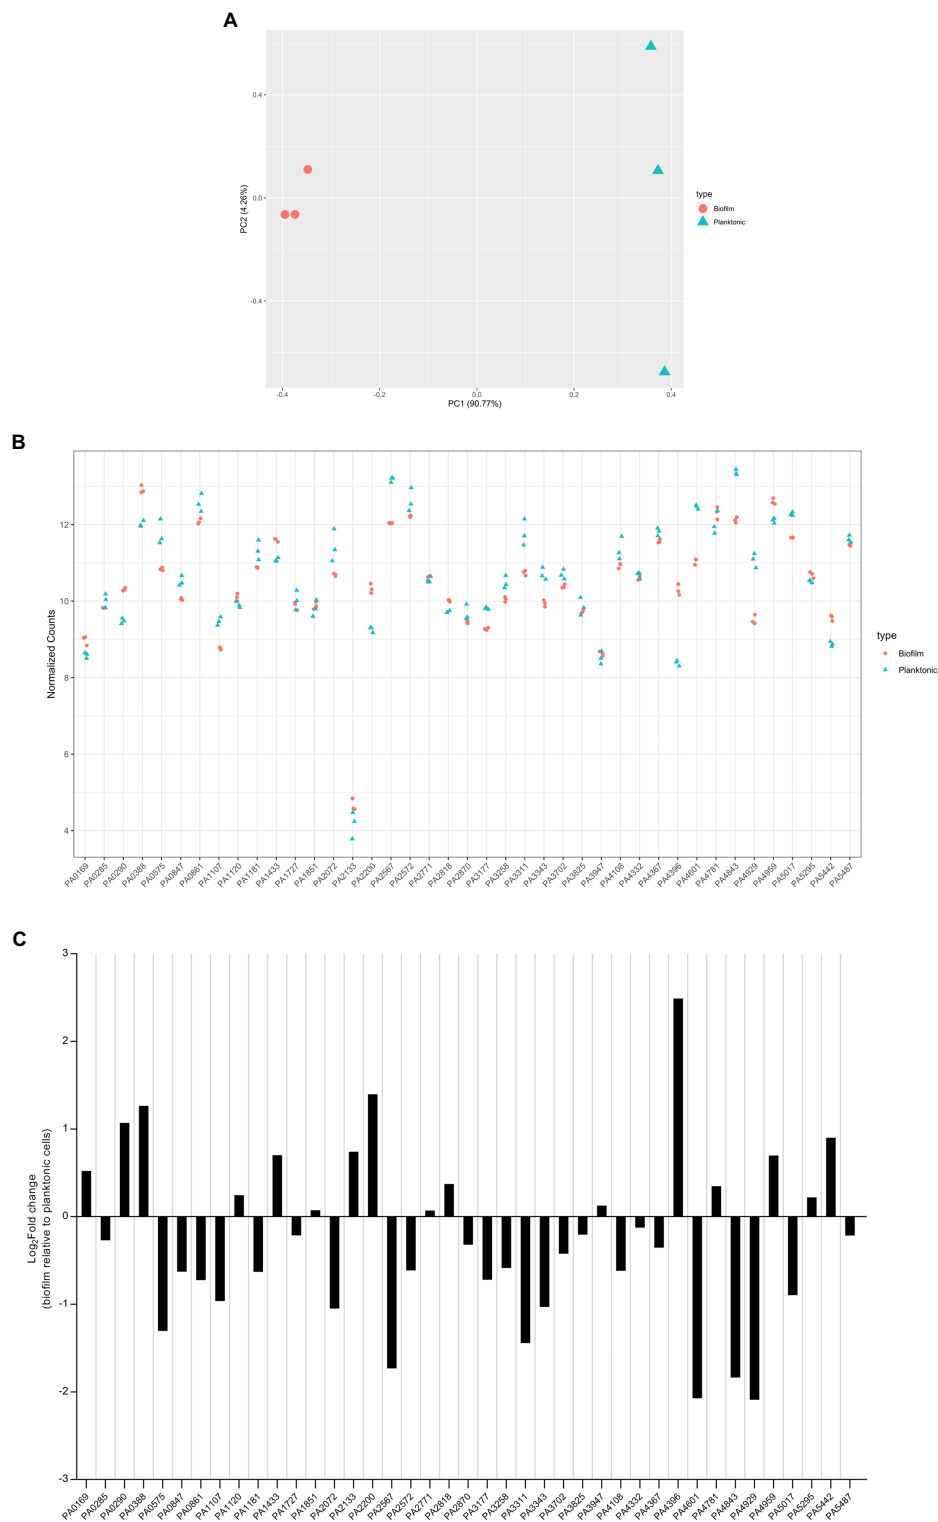 A
0.4
0.0
-0.4
PC2 (4.26%)
-0.4
-0.2
0.0
0.2
0.4
PC1 (90.77%)
type
Biofilm
Planktonic
B
12
10
8
6
4
Normalized Counts
type
Biofilm
Planktonic
PA0169
PA0285
PA0290
PA0388
PA0575
PA0847
PA0861
PA1107
PA1120
PA1181
PA1433
PA1727
PA1851
PA2072
PA2133
PA2200
PA2567
PA2572
PA2771
PA2818
PA2870
PA3177
PA3258
PA3311
PA3343
PA3702
PA3825
PA3947
PA4108
PA4332
PA4367
PA4396
PA4601
PA4781
PA4843
PA4929
PA4959
PA5017
PA5295
PA5442
PA5487
C
3
2
1
0
-1
-2
-3
Log2Fold change
(biofilm relative to planktonic cells)
PA0169
PA0285
PA0290
PA0388
PA0575
PA0847
PA0861
PA1107
PA1120
PA1181
PA1433
PA1727
PA1851
PA2072
PA2133
PA2200
PA2567
PA2572
PA2771
PA2818
PA2870
PA3177
PA3258
PA3311
PA3343
PA3702
PA3825
PA3947
PA4108
PA4332
PA4367
PA4396
PA4601
PA4781
PA4843
PA4929
PA4959
PA5017
PA5295
PA5442
PA5487